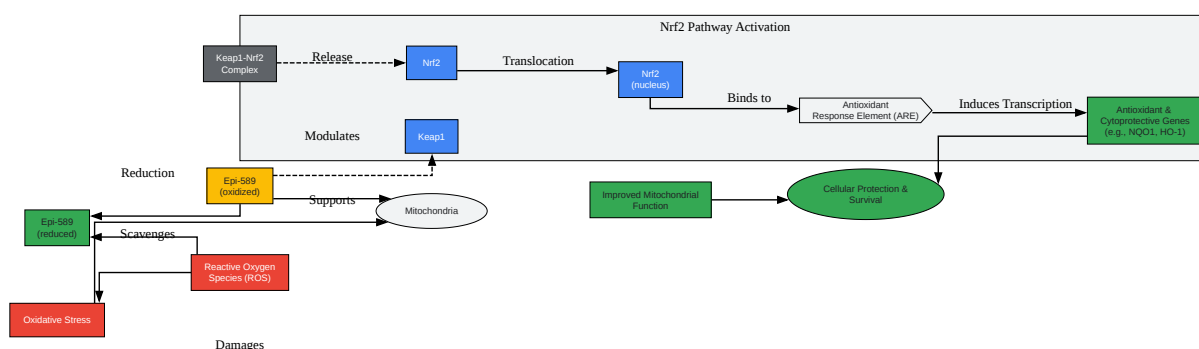 Nrf2 Pathway Activation
Keap1-Nrf2
Complex
Release
Nrf2
Translocation
Nrf2
(nucleus)
Binds to
Antioxidant
Response Element (ARE)
Induces Transcription
Antioxidant &
Cytoprotective Genes
(e.g., NQO1, HO-1)
Modulates
Keap1
Reduction
Epi-589
(oxidized)
Supports
Mitochondria
Improved Mitochondrial
Function
Cellular Protection &
Survival
Epi-589
(reduced)
Scavenges
Reactive Oxygen
Species (ROS)
Oxidative Stress
Damages